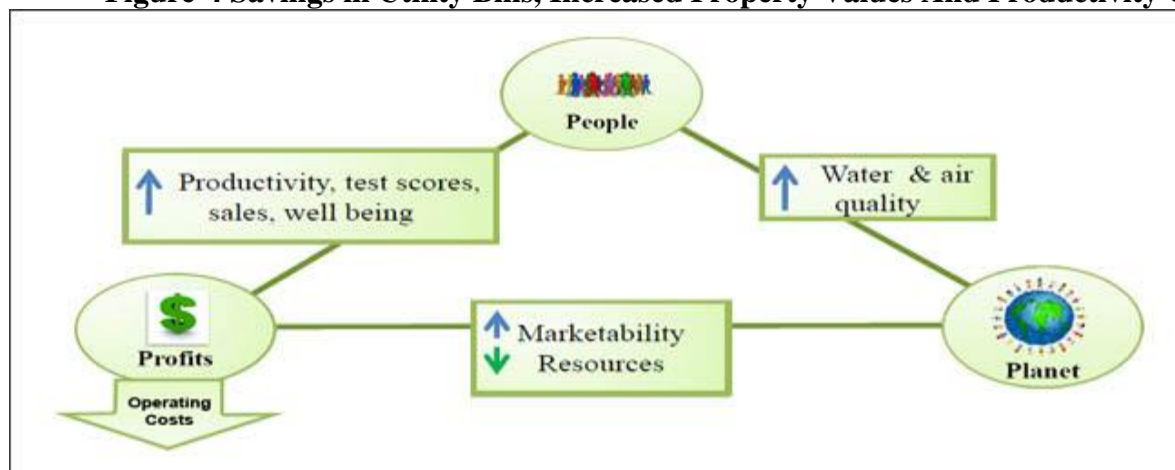 Figure 4 Savings in Utility Bills, Increased Property Values And Productivity
People
Productivity, test scores,
sales, well being
Water & air
quality
Profits
Marketability
Resources
Planet
Operating
Costs